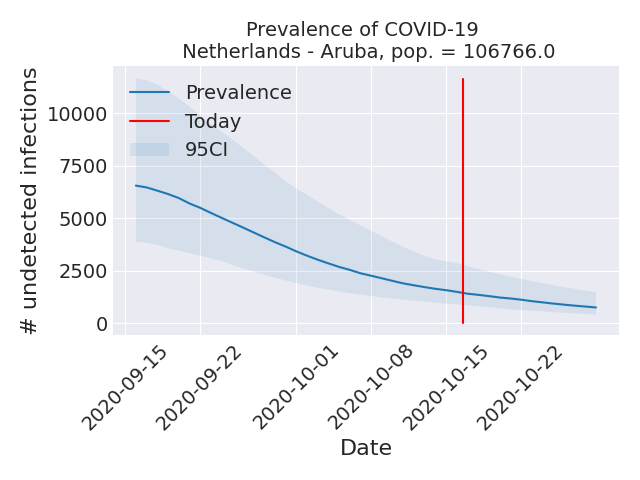 Prevalence of COVID-19
Netherlands - Aruba, pop. = 106766.0
# undetected infections
10000
7500
5000
2500
0
Prevalence
Today
95CI
2020-09-15
2020-09-22
2020-10-01
2020-10-08
2020-10-15
2020-10-22
Date